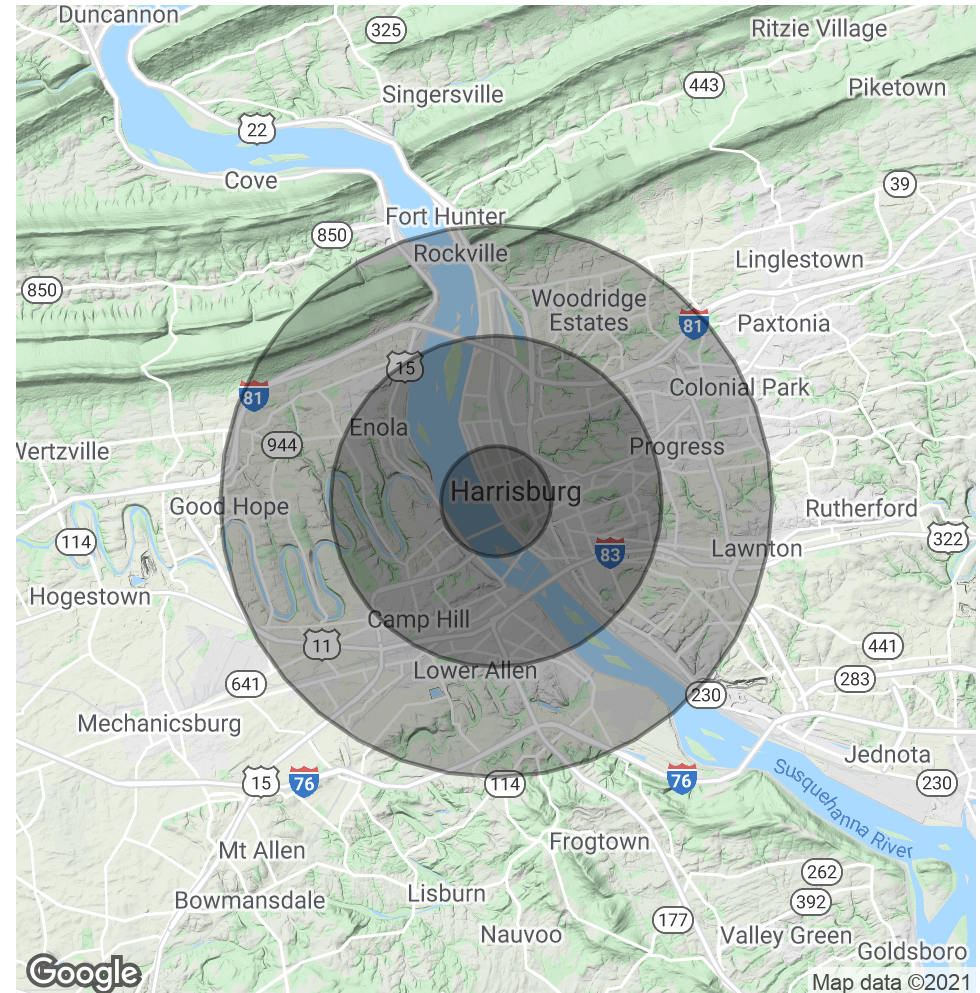 Duncannon
325
Ritzie Village
443
Piketown
Singersville
22
Cove
39
Fort Hunter
850
Rockville
Linglestown
850
Woodridge
Estates
81
Paxtonia
15
81
Colonial Park
Enola
944
Progress
Wertzville
Harrisburg
Good Hope
Rutherford
114
322
83
Lawnton
Hogestown
Camp Hill
11
441
Lower Allen
283
641
230
Mechanicsburg
Jednota
15
76
114
76
230
Susquehanna River
Frogtown
Mt Allen
262
Lisburn
Bowmansdale
392
177
Nauvoo
Valley Green
Goldsboro
Google
Map data ©2021